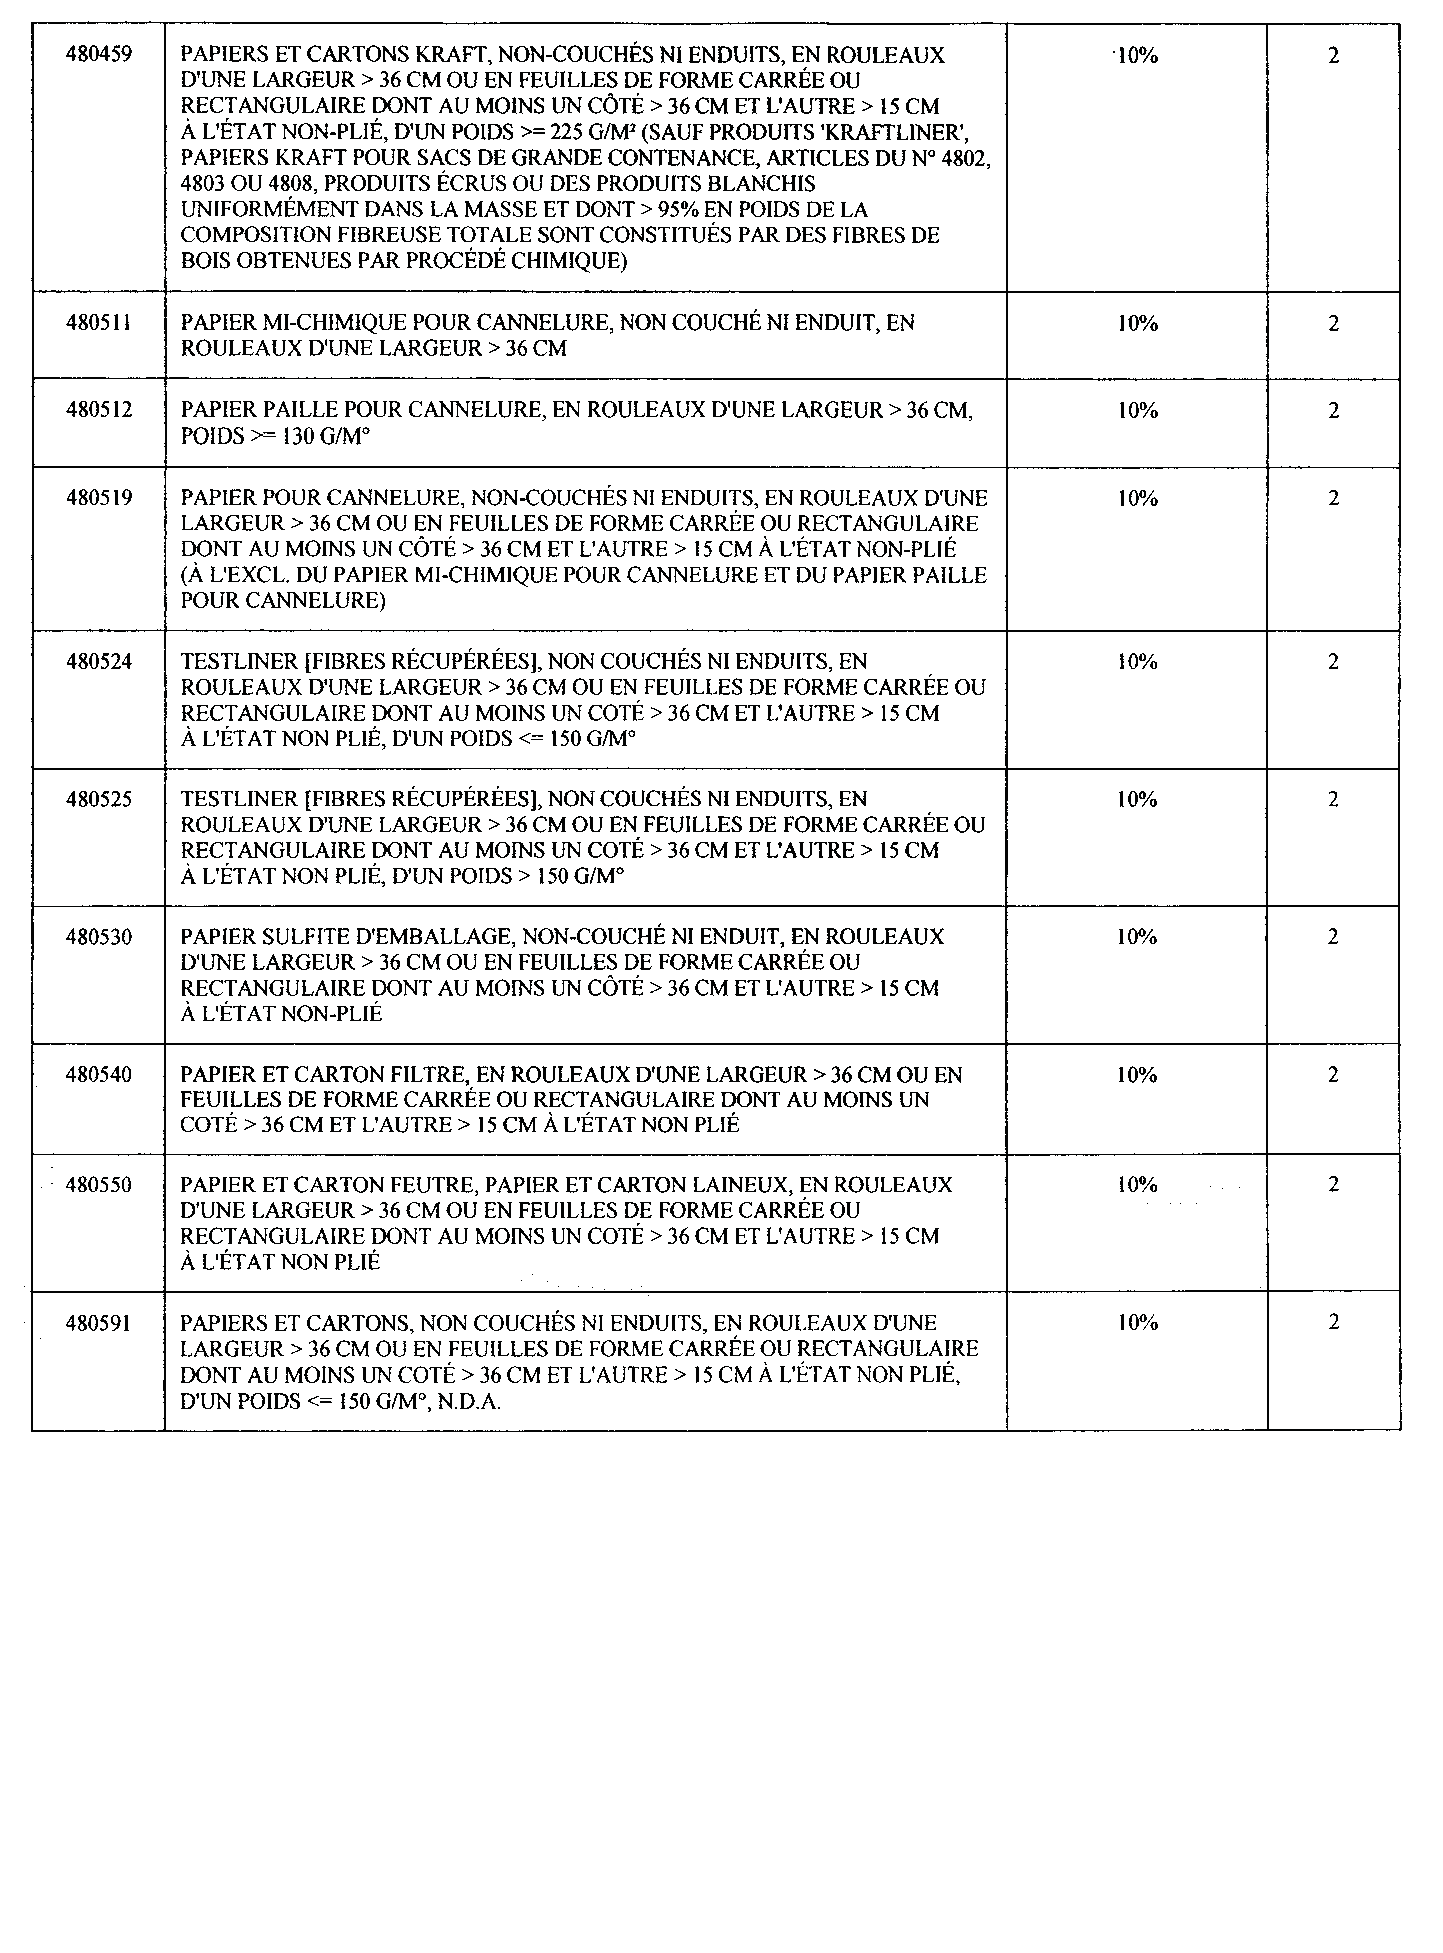 480459 PAPIERS ET CARTONS KRAFT, NON-COUCHÉS NI ENDUITS, EN ROULEAUX 10% 2
D'UNE LARGEUR > 36 CM OU EN FEUILLES DE FORME CARRÉE OU
RECTANGULAIRE DONT AU MOINS UN CÔTÉ > 36 CM ET L'AUTRE > 15 CM
À L'ÉTAT NON-PLIÉ, D'UN POIDS >= 225 G/M² (SAUF PRODUITS 'KRAFTLINER',
PAPIERS KRAFT POUR SACS DE GRANDE CONTENANCE, ARTICLES DU N° 4802,
4803 OU 4808, PRODUITS ÉCRUS OU DES PRODUITS BLANCHIS
UNIFORMÉMENT DANS LA MASSE ET DONT > 95% EN POIDS DE LA
COMPOSITION FIBREUSE TOTALE SONT CONSTITUÉS PAR DES FIBRES DE
BOIS OBTENUES PAR PROCÉDÉ CHIMIQUE)
480511 PAPIER MI-CHIMIQUE POUR CANNELURE, NON COUCHÉ NI ENDUIT, EN 10% 2
ROULEAUX D'UNE LARGEUR > 36 CM
480512 PAPIER PAILLE POUR CANNELURE, EN ROULEAUX D'UNE LARGEUR > 36 CM, 10% 2
POIDS >= 130 G/M°
480519 PAPIER POUR CANNELURE, NON-COUCHÉS NI ENDUITS, EN ROULEAUX D'UNE 10% 2
LARGEUR > 36 CM OU EN FEUILLES DE FORME CARRÉE OU RECTANGULAIRE
DONT AU MOINS UN CÔTÉ > 36 CM ET L'AUTRE > 15 CM À L'ÉTAT NON-PLIÉ
(À L'EXCL. DU PAPIER MI-CHIMIQUE POUR CANNELURE ET DU PAPIER PAILLE
POUR CANNELURE)
480524 TESTLINER [FIBRES RÉCUPÉRÉES], NON COUCHÉS NI ENDUITS, EN 10% 2
ROULEAUX D'UNE LARGEUR > 36 CM OU EN FEUILLES DE FORME CARRÉE OU
RECTANGULAIRE DONT AU MOINS UN COTÉ > 36 CM ET L'AUTRE > 15 CM
À L'ÉTAT NON PLIÉ, D'UN POIDS <= 150 G/M°
480525 TESTLINER [FIBRES RÉCUPÉRÉES], NON COUCHÉS NI ENDUITS, EN 10% 2
ROULEAUX D'UNE LARGEUR > 36 CM OU EN FEUILLES DE FORME CARRÉE OU
RECTANGULAIRE DONT AU MOINS UN COTÉ > 36 CM ET L'AUTRE > 15 CM
À L'ÉTAT NON PLIÉ, D'UN POIDS > 150 G/M°
480530 PAPIER SULFITE D'EMBALLAGE, NON-COUCHÉ NI ENDUIT, EN ROULEAUX 10% 2
D'UNE LARGEUR > 36 CM OU EN FEUILLES DE FORME CARRÉE OU
RECTANGULAIRE DONT AU MOINS UN CÔTÉ > 36 CM ET L'AUTRE > 15 CM
À L'ÉTAT NON-PLIÉ
480540 PAPIER ET CARTON FILTRE, EN ROULEAUX D'UNE LARGEUR > 36 CM OU EN 10% 2
FEUILLES DE FORME CARRÉE OU RECTANGULAIRE DONT AU MOINS UN
COTÉ > 36 CM ET L'AUTRE > 15 CM À L'ÉTAT NON PLIÉ
480550 PAPIER ET CARTON FEUTRE, PAPIER ET CARTON LAINEUX, EN ROULEAUX 10% 2
D'UNE LARGEUR > 36 CM OU EN FEUILLES DE FORME CARRÉE OU
RECTANGULAIRE DONT AU MOINS UN COTÉ > 36 CM ET L'AUTRE > 15 CM
À L'ÉTAT NON PLIÉ
480591 PAPIERS ET CARTONS, NON COUCHÉS NI ENDUITS, EN ROULEAUX D'UNE 10% 2
LARGEUR > 36 CM OU EN FEUILLES DE FORME CARRÉE OU RECTANGULAIRE
DONT AU MOINS UN COTÉ > 36 CM ET L'AUTRE > 15 CM À L'ÉTAT NON PLIÉ,
D'UN POIDS <= 150 G/M°, N.D.A.